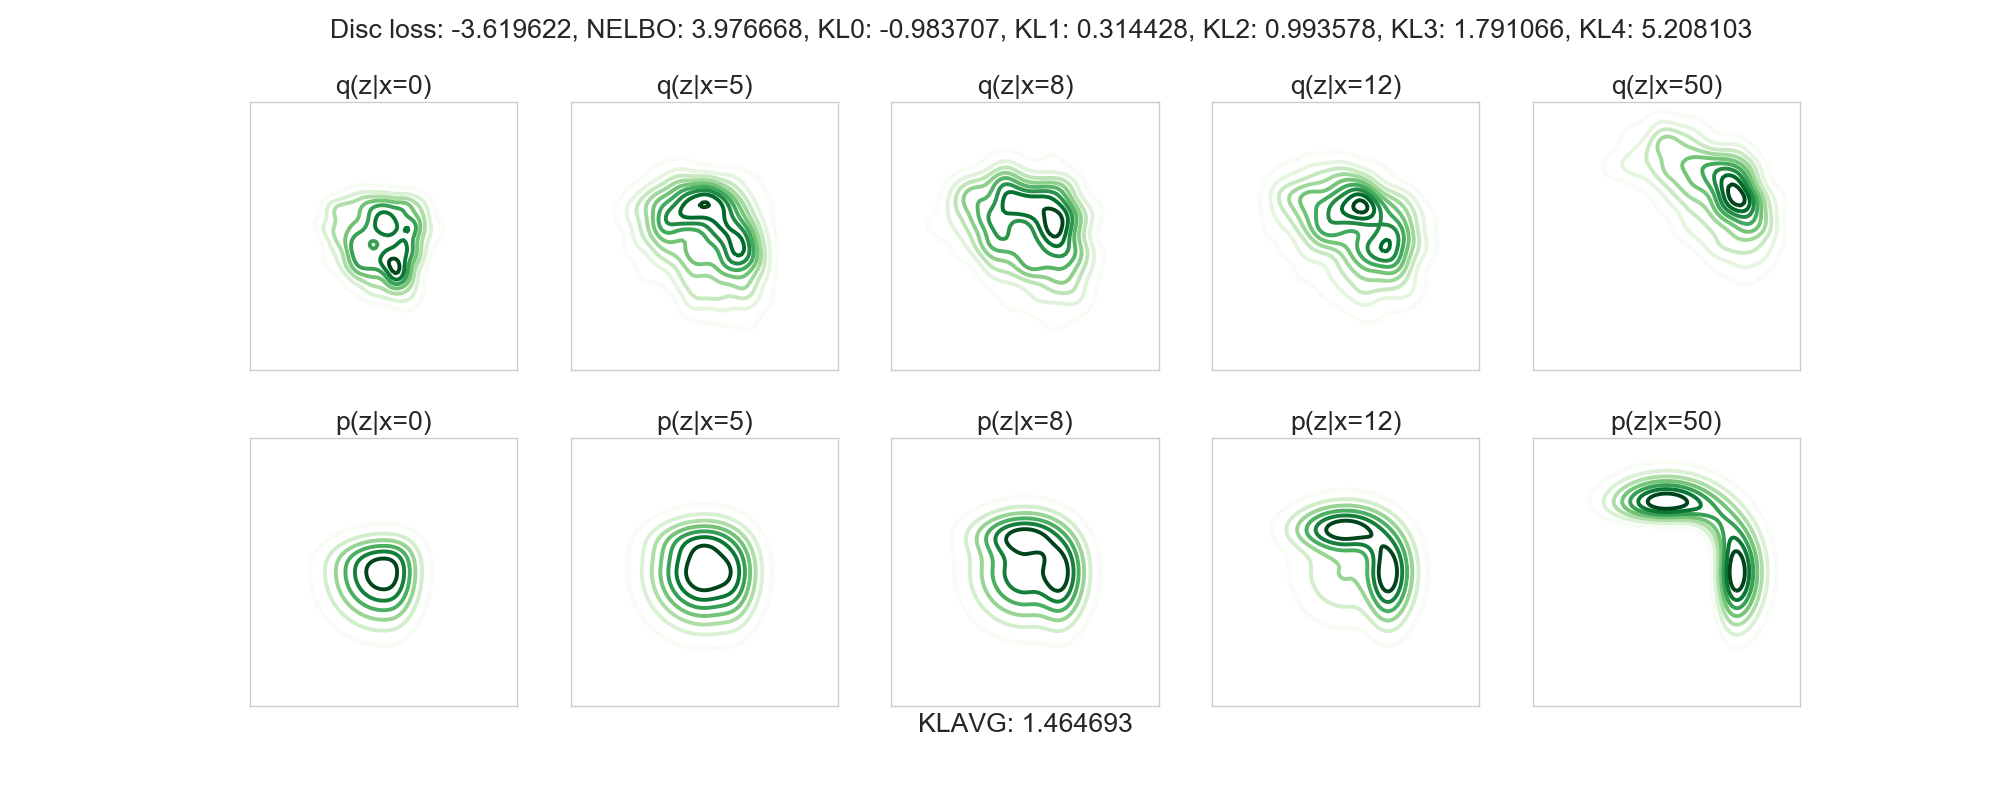 Disc loss: -3.619622, NELBO: 3.976668, KL0: -0.983707, KL1: 0.314428, KL2: 0.993578, KL3: 1.791066, KL4: 5.208103
q(z|x=0)
q(z|x=5)
q(z|x=8)
q(z|x=12)
q(z|x=50)
p(z|x=0)
p(z|x=5)
p(z|x=8)
p(z|x=12)
p(z|x=50)
KLAVG: 1.464693